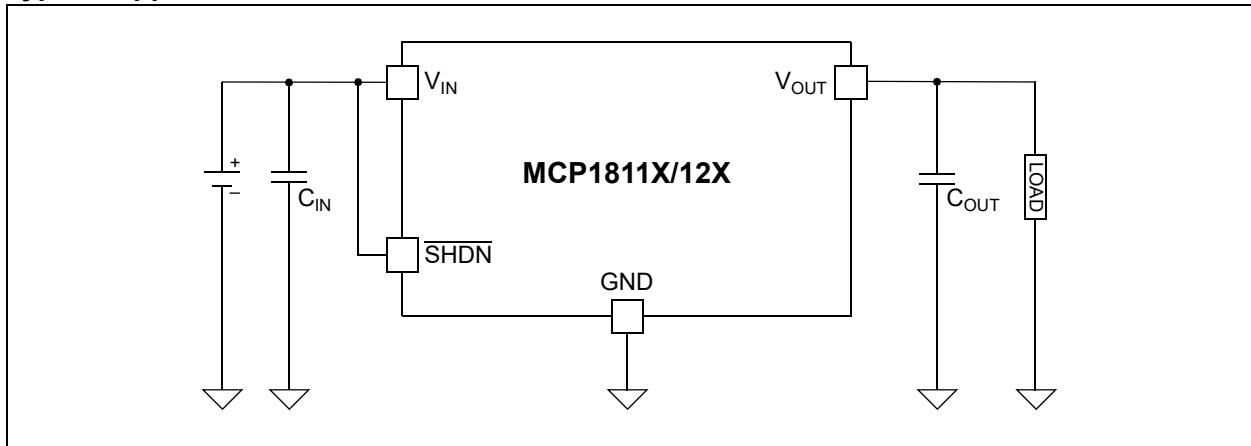 V_IN
V_OUT
MCP1811X/12X
+
–
C_IN
C_OUT
LOAD
SHDN
GND